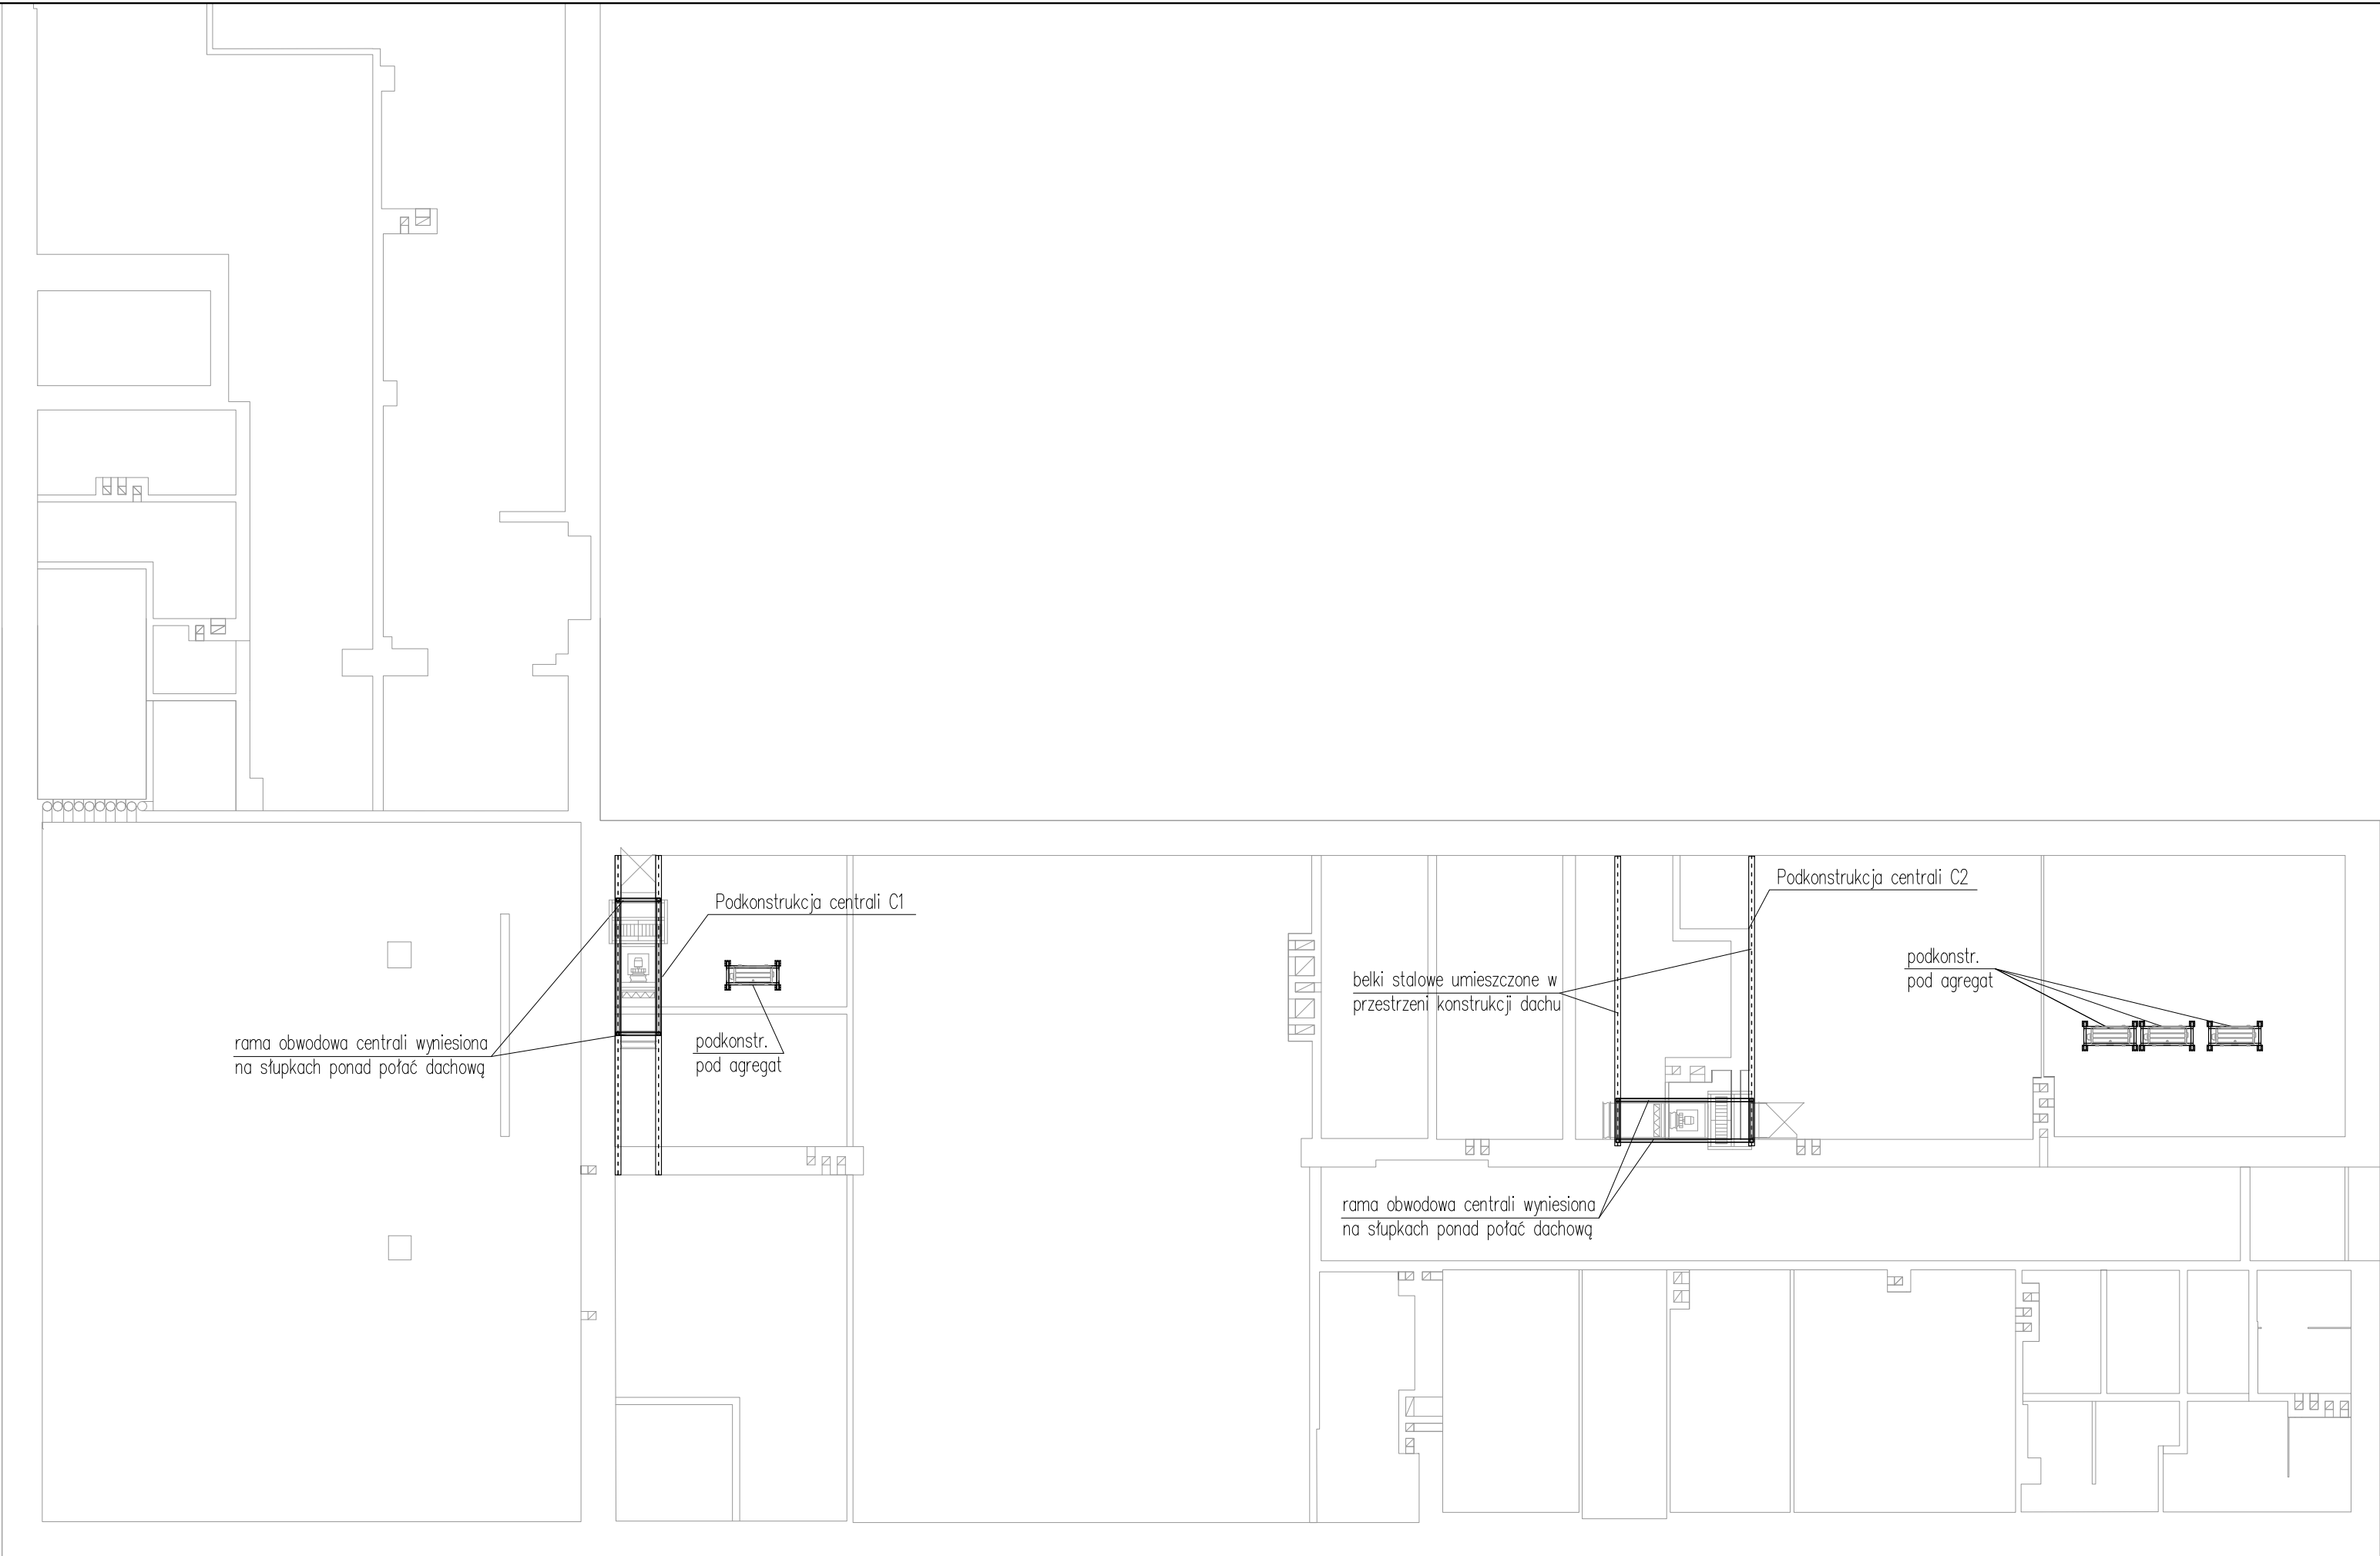 Podkonstrukcja centrali C1
rama obwodowa centrali wyniesiona
na słupkach ponad połać dachową
podkonstr.
pod agregat
Podkonstrukcja centrali C2
belki stalowe umieszczone w
przestrzeni konstrukcji dachu
podkonstr.
pod agregat
rama obwodowa centrali wyniesiona
na słupkach ponad połać dachową